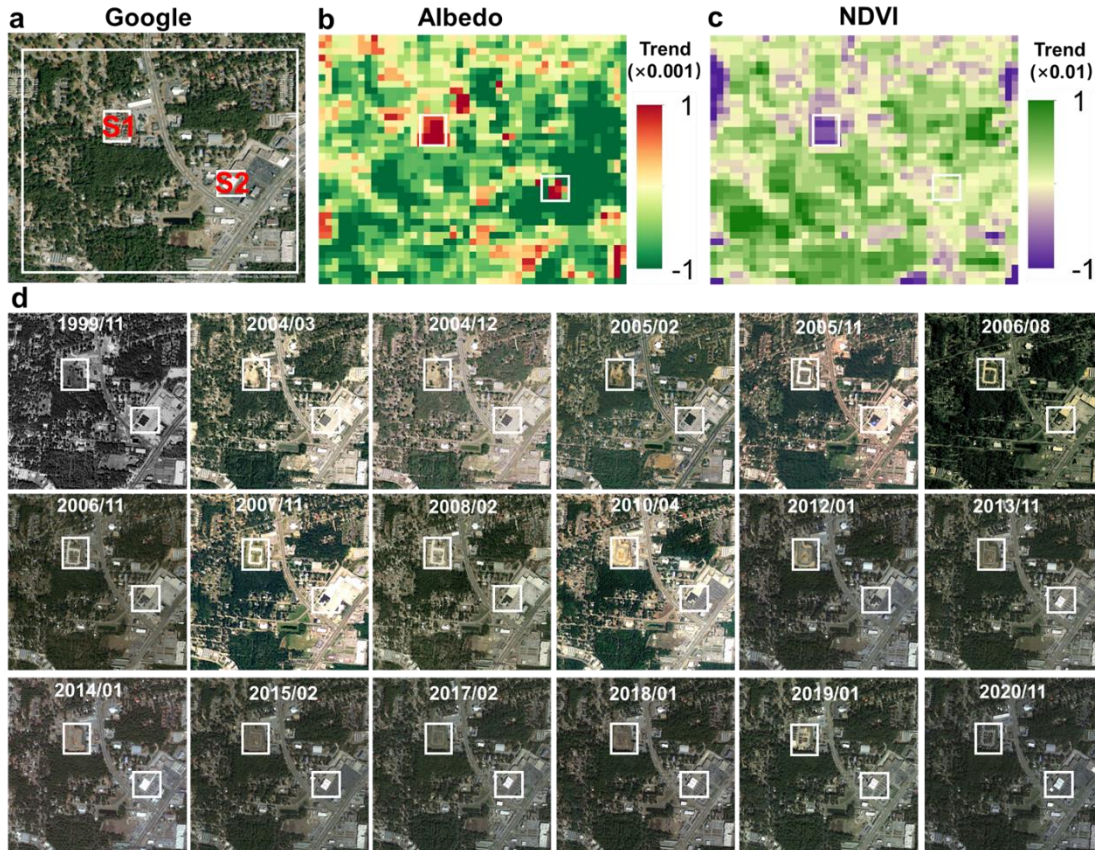 a Google b Albedo c NDVI
Trend
(×0.001)
1
-1
Trend
(×0.01)
1
-1
S1
S2
d
1999/11 2004/03 2004/12 2005/02 2005/11 2006/08
2006/11 2007/11 2008/02 2010/04 2012/01 2013/11
2014/01 2015/02 2017/02 2018/01 2019/01 2020/11